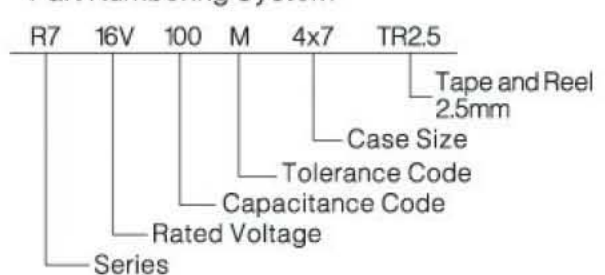 R7 16V 100 M 4x7 TR2.5
Tape and Reel
2.5mm
Case Size
Tolerance Code
Capacitance Code
Rated Voltage
Series